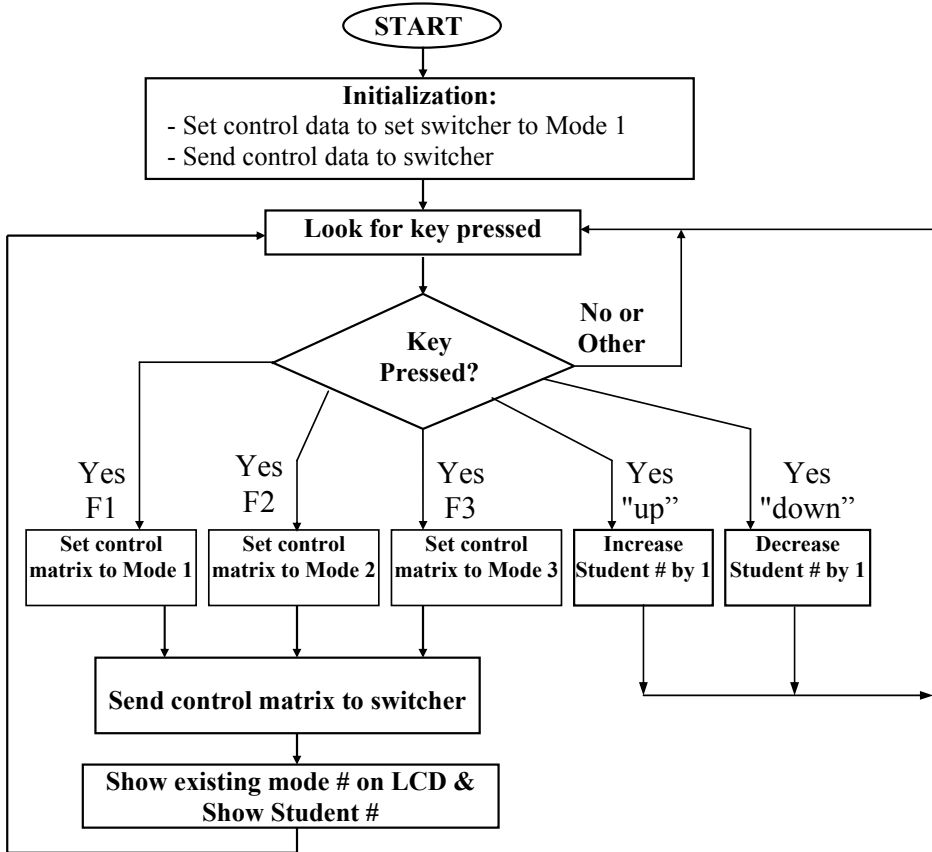 START
Initialization:
- Set control data to set switcher to Mode 1
- Send control data to switcher
Look for key pressed
No or
Other
Key
Pressed?
Yes
F1
Yes
F2
Yes
F3
Yes
"up”
Yes
"down”
Set control
matrix to Mode 1
Set control
matrix to Mode 2
Set control
matrix to Mode 3
Increase
Student # by 1
Decrease
Student # by 1
Send control matrix to switcher
Show existing mode # on LCD &
Show Student #